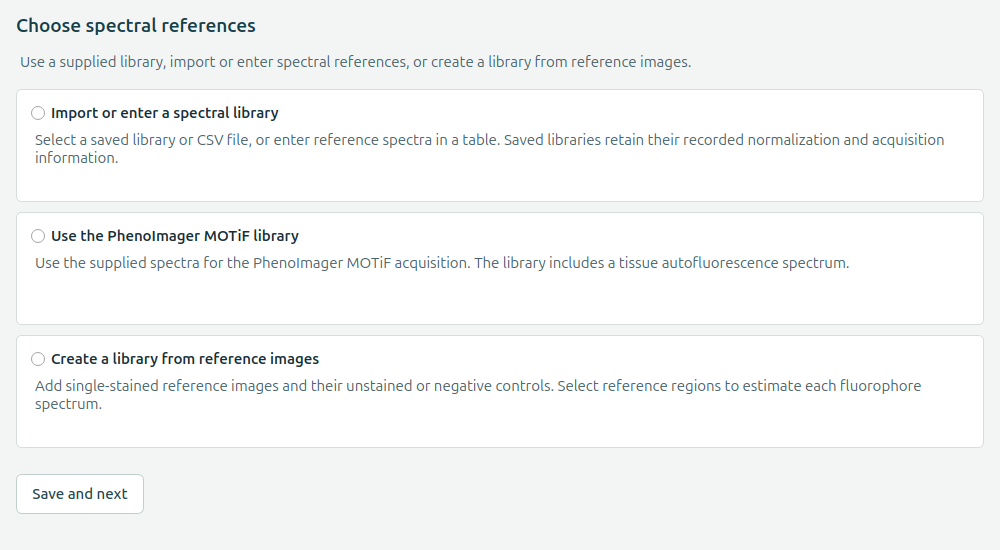 Choose spectral references
Use a supplied library, import or enter spectral references, or create a library from reference images.
Import or enter a spectral library
Select a saved library or CSV file, or enter reference spectra in a table. Saved libraries retain their recorded normalization and acquisition
information.
Use the PhenoImager MOTiF library
Use the supplied spectra for the PhenoImager MOTiF acquisition. The library includes a tissue autofluorescence spectrum.
Create a library from reference images
Add single-stained reference images and their unstained or negative controls. Select reference regions to estimate each fluorophore
spectrum.
Save and next